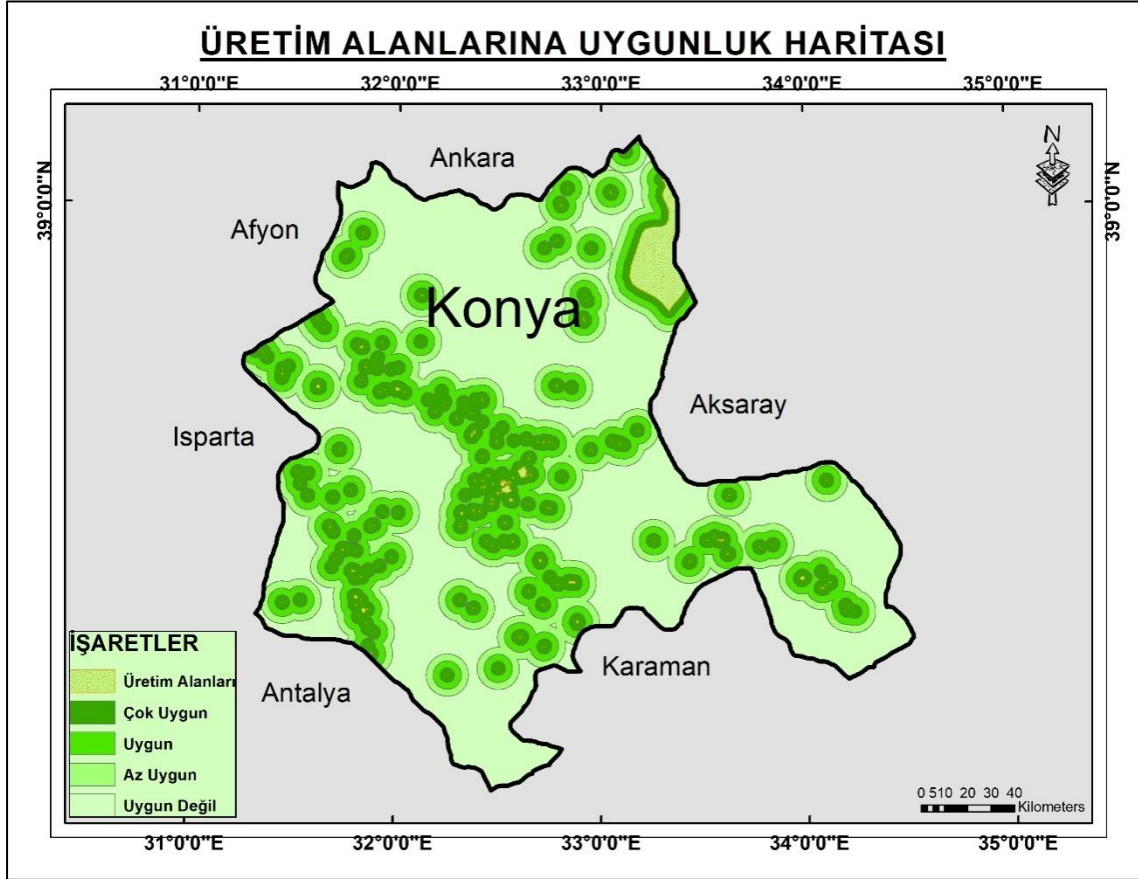 ÜRETİM ALANLARINA UYGUNLUK HARİTASI
31°0'0"E 32°0'0"E 33°0'0"E 34°0'0"E 35°0'0"E
N
39°0'0"N
39°0'0"N
Ankara
Afyon
Konya
Aksaray
Isparta
Karaman
Antalya
İŞARETLER
Üretim Alanları
Çok Uygun
Uygun
Az Uygun
Uygun Değil
0 510 20 30 40
Kilometers
31°0'0"E 32°0'0"E 33°0'0"E 34°0'0"E 35°0'0"E